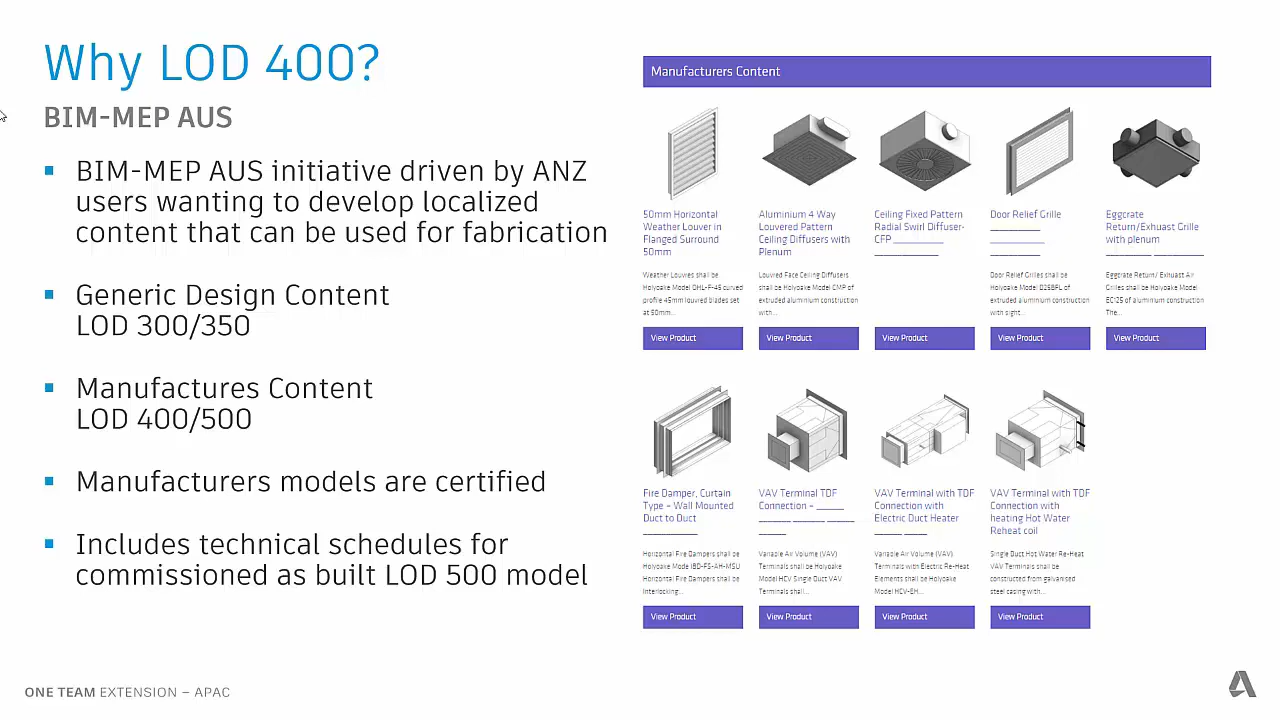 Why LOD 400?
BIM-MEP AUS
BIM-MEP AUS initiative driven by ANZ
users wanting to develop localized
content that can be used for fabrication
Generic Design Content
LOD 300/350
Manufactures Content
LOD 400/500
Manufacturers models are certified
Includes technical schedules for
commissioned as built LOD 500 model
Manufacturers Content
50mm Horizontal
Weather Louver in
Flanged Surround
50mm
Weather Louvres shall be
Holyoake Model OHL-F-45 curved
profile 45mm louvred blades set
at 50mm...
View Product
Aluminium 4 Way
Louvered Pattern
Ceiling Diffusers with
Plenum
Louvred Face Ceiling Diffusers
shall be Holyoake Model CMP of
extruded aluminium construction
with...
View Product
Ceiling Fixed Pattern
Radial Swirl Diffuser-
CFP
View Product
Door Relief Grille
Door Relief Grilles shall be
Holyoake Model D25BFL of
extruded aluminium construction
with sight...
View Product
Eggcrate
Return/Exhuast Grille
with plenum
Eggcrate Return/ Exhaust Air
Grilles shall be Holyoake Model
EC125 of aluminium construction
The...
View Product
Fire Damper, Curtain
Type – Wall Mounted
Duct to Duct
Horizontal Fire Dampers shall be
Holyoake Mode IBD-FS-AH-MSU
Horizontal Fire Dampers shall be
Interlocking...
View Product
VAV Terminal TDF
Connection –
Variable Air Volume (VAV)
Terminals shall be Holyoake
Model HCV Single Duct VAV
Terminals shall...
View Product
VAV Terminal with TDF
Connection with
Electric Duct Heater
Variable Air Volume (VAV)
Terminals with Electric Re-Heat
Elements shall be Holyoake
Model HCV-EH...
View Product
VAV Terminal with TDF
Connection with
heating Hot Water
Reheat coil
Single Duct Hot Water Re-Heat
VAV Terminals shall be
constructed from galvanised
steel casing with...
View Product
ONE TEAM EXTENSION – APAC